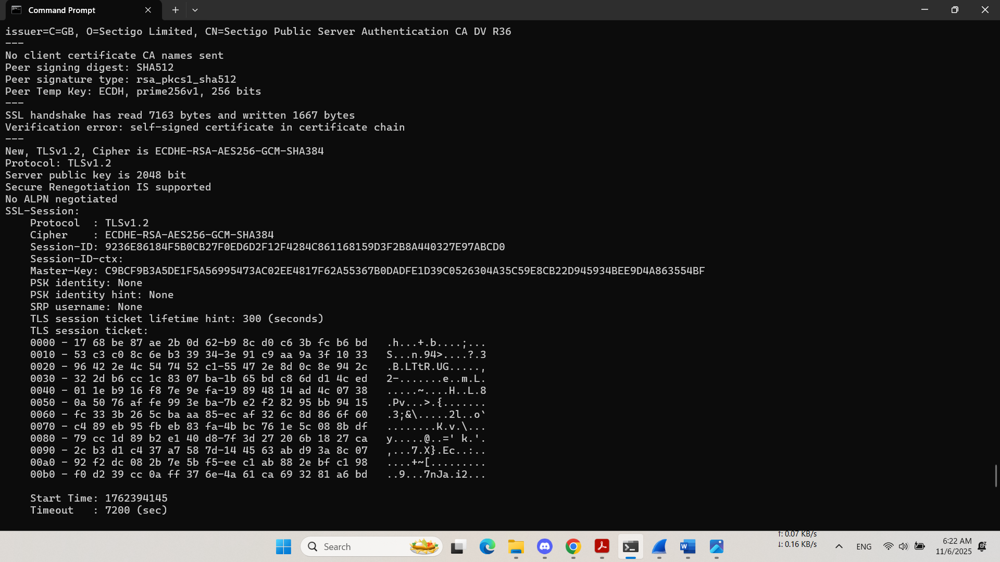 Command Prompt
issuer=C=GB, O=Sectigo Limited, CN=Sectigo Public Server Authentication CA DV R36
---
No client certificate CA names sent
Peer signing digest: SHA512
Peer signature type: rsa_pkcs1_sha512
Peer Temp Key: ECDH, prime256v1, 256 bits
---
SSL handshake has read 7163 bytes and written 1667 bytes
Verification error: self-signed certificate in certificate chain
---
New, TLSv1.2, Cipher is ECDHE-RSA-AES256-GCM-SHA384
Protocol: TLSv1.2
Server public key is 2048 bit
Secure Renegotiation IS supported
No ALPN negotiated
SSL-Session:
    Protocol  : TLSv1.2
    Cipher    : ECDHE-RSA-AES256-GCM-SHA384
    Session-ID: 9236E86184F5B0CB27F0ED6D2F12F4284C861168159D3F2B8A440327E97ABCD0
    Session-ID-ctx:
    Master-Key: C9BCF9B3A5DE1F5A56995473AC02EE4817F62A55367B0DADFE1D39C0526304A35C59E8CB22D945934BEE9D4A863554BF
    PSK identity: None
    PSK identity hint: None
    SRP username: None
    TLS session ticket lifetime hint: 300 (seconds)
    TLS session ticket:
    0000 - 17 68 be 87 ae 2b 0d 62-b9 8c d0 c6 3b fc b6 bd   .h...+.b....;...
    0010 - 53 c3 c0 8c 6e b3 39 34-3e 91 c9 aa 9a 3f 10 33   S...n.94>....?.3
    0020 - 96 42 2e 4c 54 74 52 c1-55 47 2e 8d 0c 8e 94 2c   .B.LTtR.UG.....,
    0030 - 32 2d b6 cc 1c 83 07 ba-1b 65 bd c8 6d d1 4c ed   2-.......e..m.L.
    0040 - 01 1e b9 16 f8 7e 9e fa-19 89 48 14 ad 4c 07 38   .....~....H..L.8
    0050 - 0a 50 76 af fe 99 3e ba-7b e2 f2 82 95 bb 94 15   .Pv...>.{.......
    0060 - fc 33 3b 26 5c ba aa 85-ec af 32 6c 8d 86 6f 60   .3;&\.....2l..o`
    0070 - c4 89 eb 95 fb eb 83 fa-4b bc 76 1e 5c 08 8b df   ........K.v.\...
    0080 - 79 cc 1d 89 b2 e1 40 d8-7f 3d 27 20 6b 18 27 ca   y.....@..=' k.'.
    0090 - 2c b3 d1 c4 37 a7 58 7d-14 45 63 ab d9 3a 8c 07   ,...7.X}.Ec..:..
    00a0 - 92 f2 dc 08 2b 7e 5b f5-ee c1 ab 88 2e bf c1 98   ....+~[.........
    00b0 - f0 d2 39 cc 0a ff 37 6e-4a 61 ca 69 32 81 a6 bd   ..9...7nJa.i2...
    Start Time: 1762394145
    Timeout   : 7200 (sec)
Search
↑: 0.07 KB/s
↓: 0.16 KB/s
ENG
6:22 AM
11/6/2025